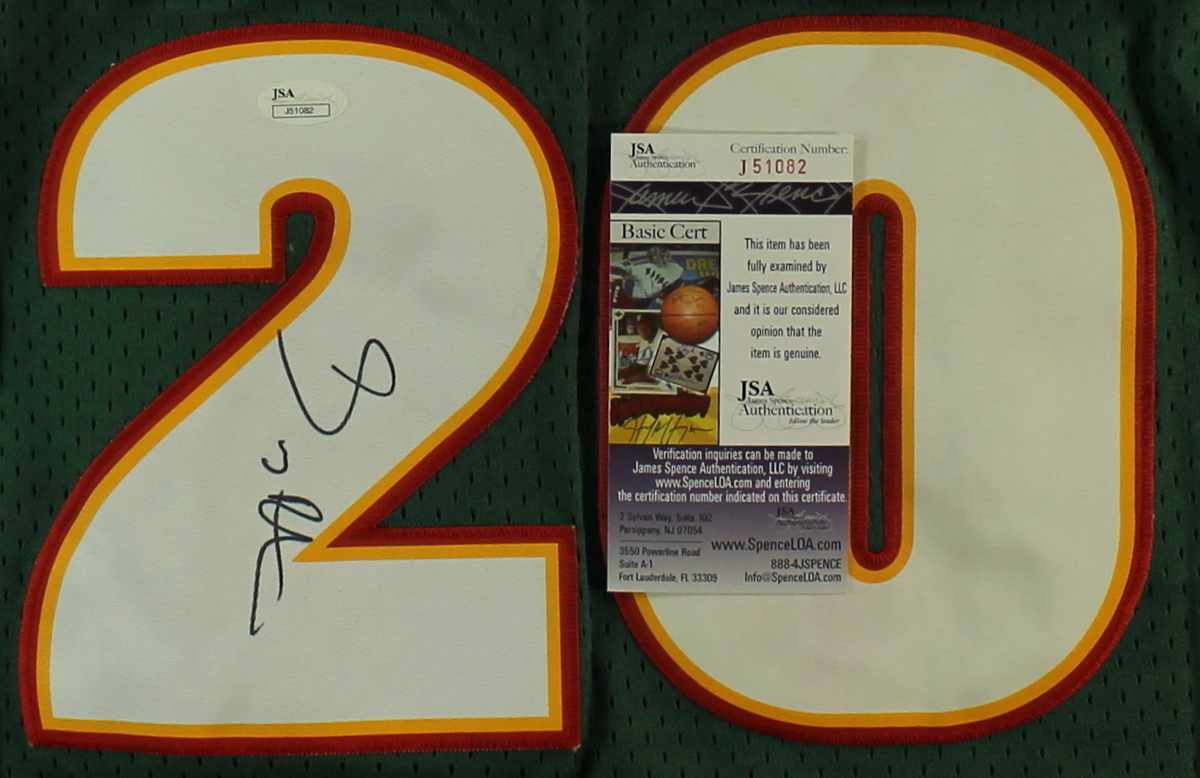 20
JSA
J51082
JSA
James Spence
Authentication
Certification Number:
J 51082
Basic Cert
This item has been
fully examined by
James Spence Authentication, LLC
and it is our considered
opinion that the
item is genuine.
JSA
James Spence
Authentication
follow the leader
Verification inquiries can be made to
James Spence Authentication, LLC by visiting
www.SpenceLOA.com and entering
the certification number indicated on this certificate.
JSA
2 Sylvan Way, Suite 102
Parsippany, NJ 07054
3550 Powerline Road
Suite A-1
Fort Lauderdale, FL 33309
www.SpenceLOA.com
888-4JSPENCE
Info@SpenceLOA.com